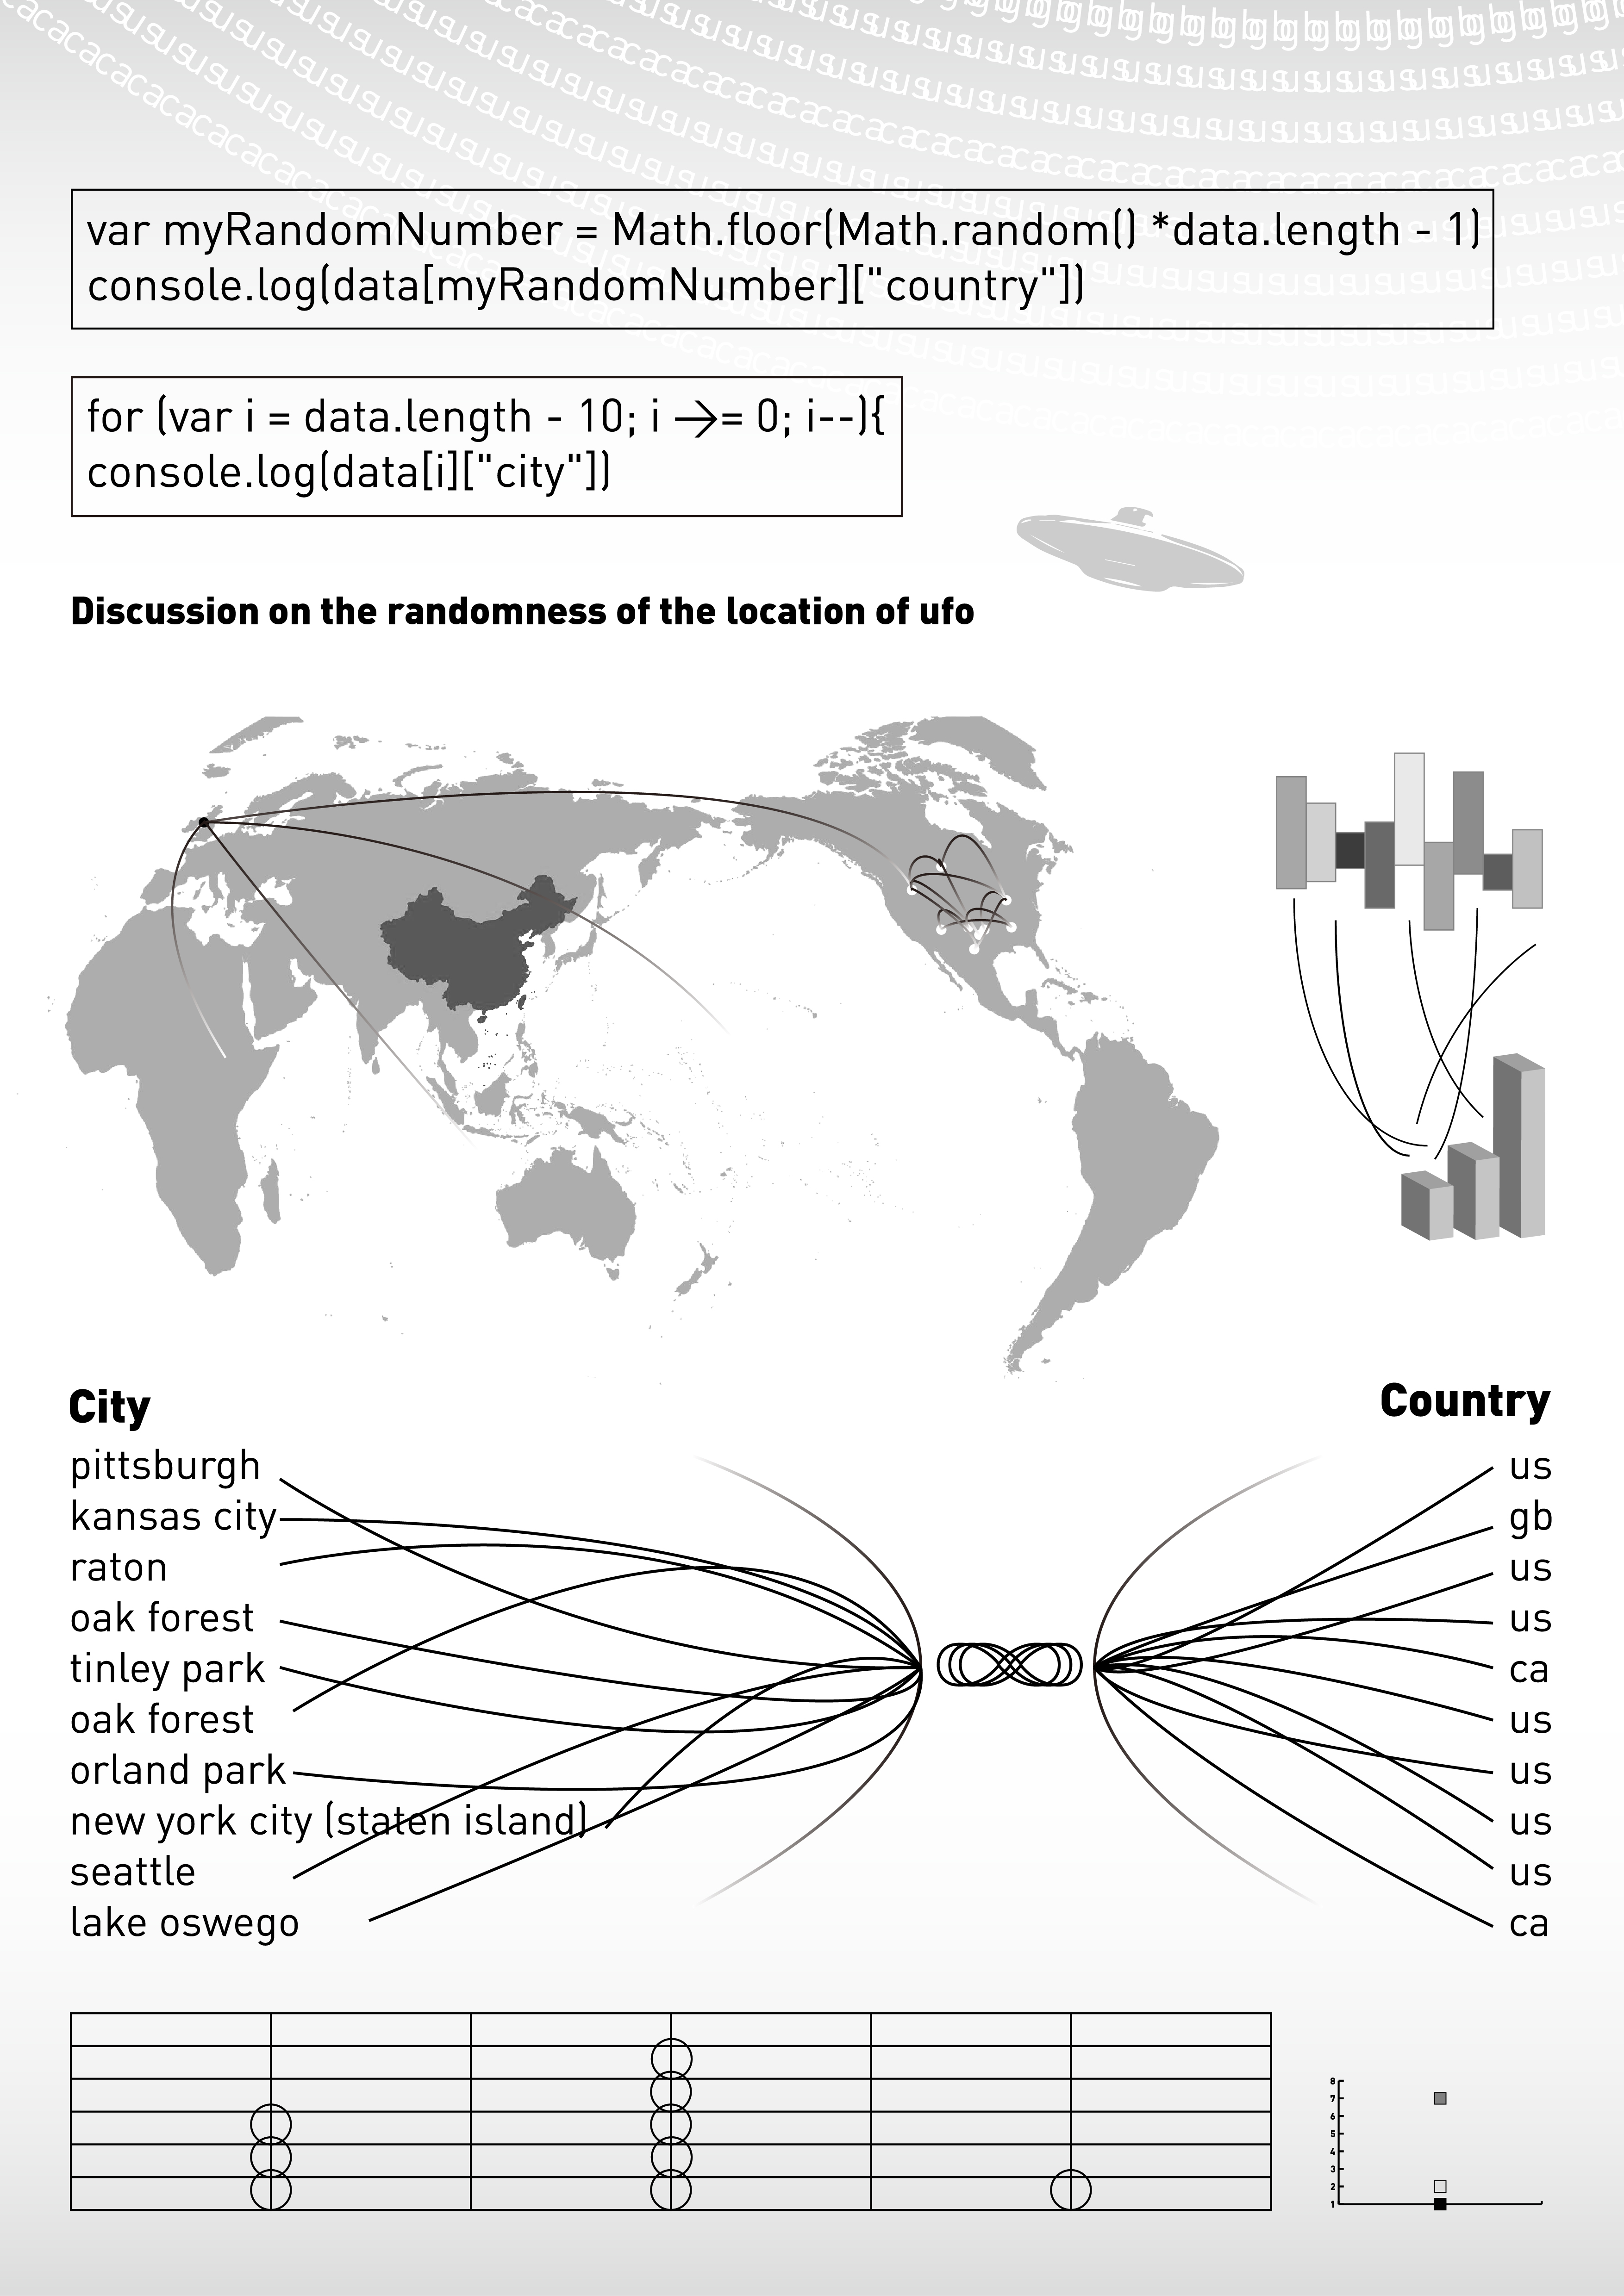 var myRandomNumber = Math.floor(Math.random() *data.length - 1)
console.log(data[myRandomNumber]["country"])
for (var i = data.length - 10; i →= 0; i--){
console.log(data[i]["city"])
Discussion on the randomness of the location of ufo
City
pittsburgh
kansas city
raton
oak forest
tinley park
oak forest
orland park
new york city (staten island)
seattle
lake oswego
Country
us
gb
us
us
ca
us
us
us
us
ca
8
7
6
5
4
3
2
1